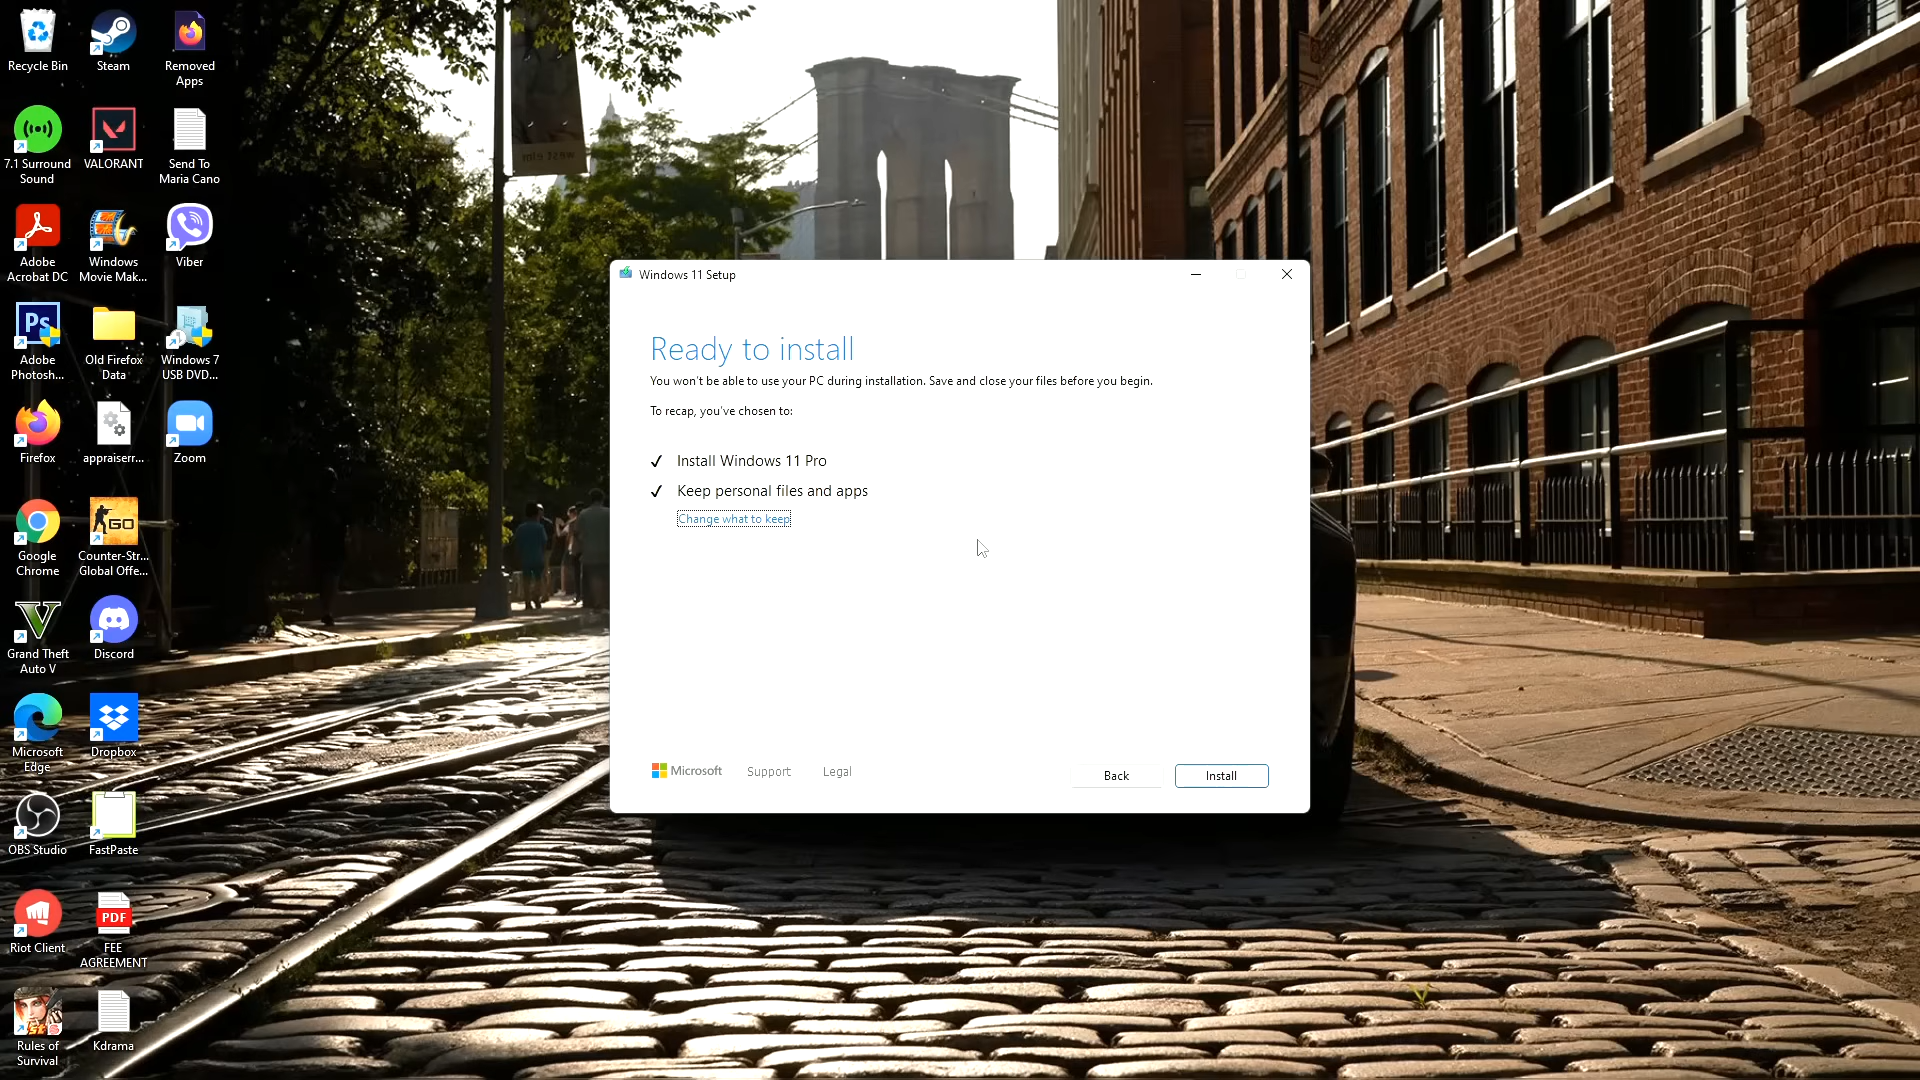 Recycle Bin
Steam
Removed
Apps
7.1 Surround
Sound
VALORANT
Send To
Maria Cano
Adobe
Acrobat DC
Windows
Movie Mak...
Viber
Ps
Adobe
Photosh...
Old Firefox
Data
Windows 7
USB DVD...
Firefox
appraiserr...
Zoom
Google
Chrome
GO
Counter-Str...
Global Offe...
V
Grand Theft
Auto V
Discord
Microsoft
Edge
Dropbox
OBS Studio
FastPaste
Riot Client
PDF
FEE
AGREEMENT
Rules of
Survival
Kdrama
west elm
Windows 11 Setup
Ready to install
You won't be able to use your PC during installation. Save and close your files before you begin.
To recap, you've chosen to:
✓ Install Windows 11 Pro
✓ Keep personal files and apps
Change what to keep
Microsoft
Support
Legal
Back
Install